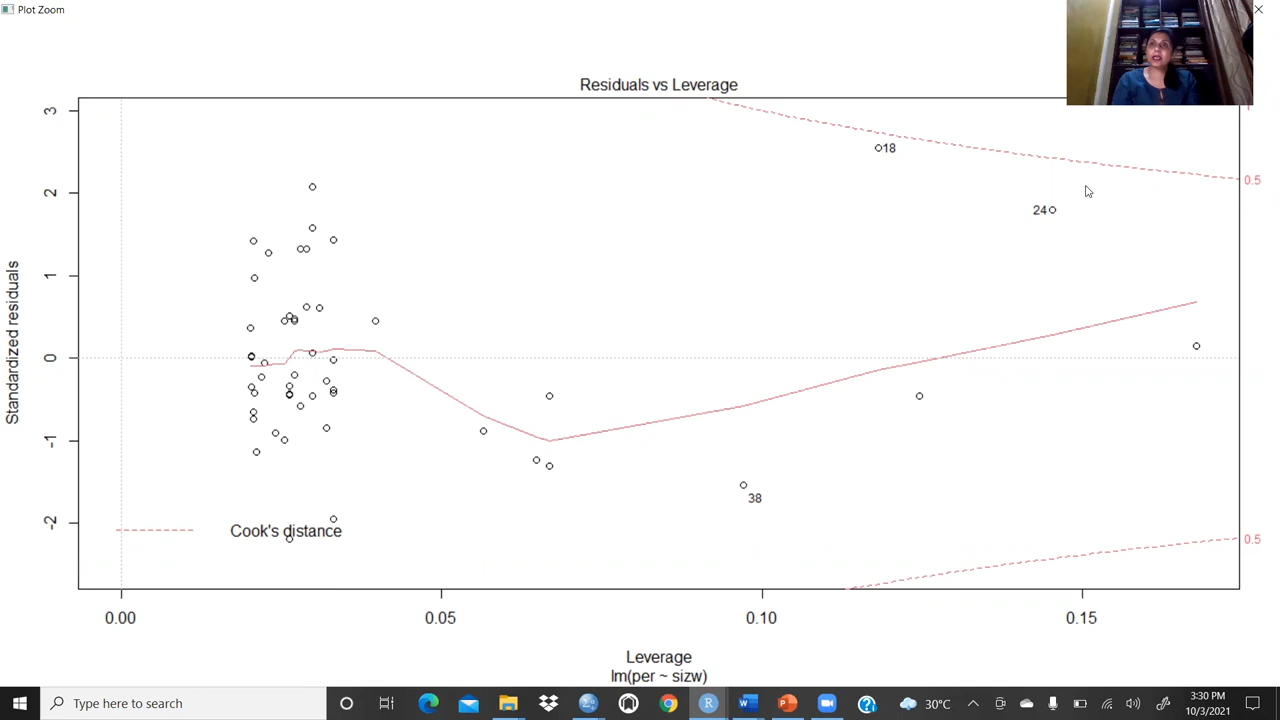 Plot Zoom
Residuals vs Leverage
Standardized residuals
3
2
1
0
-1
-2
18
24
38
1
0.5
0.5
Cook's distance
0.00
0.05
0.10
0.15
Leverage
lm(per ~ sizw)
Type here to search
30°C
3:30 PM
10/3/2021